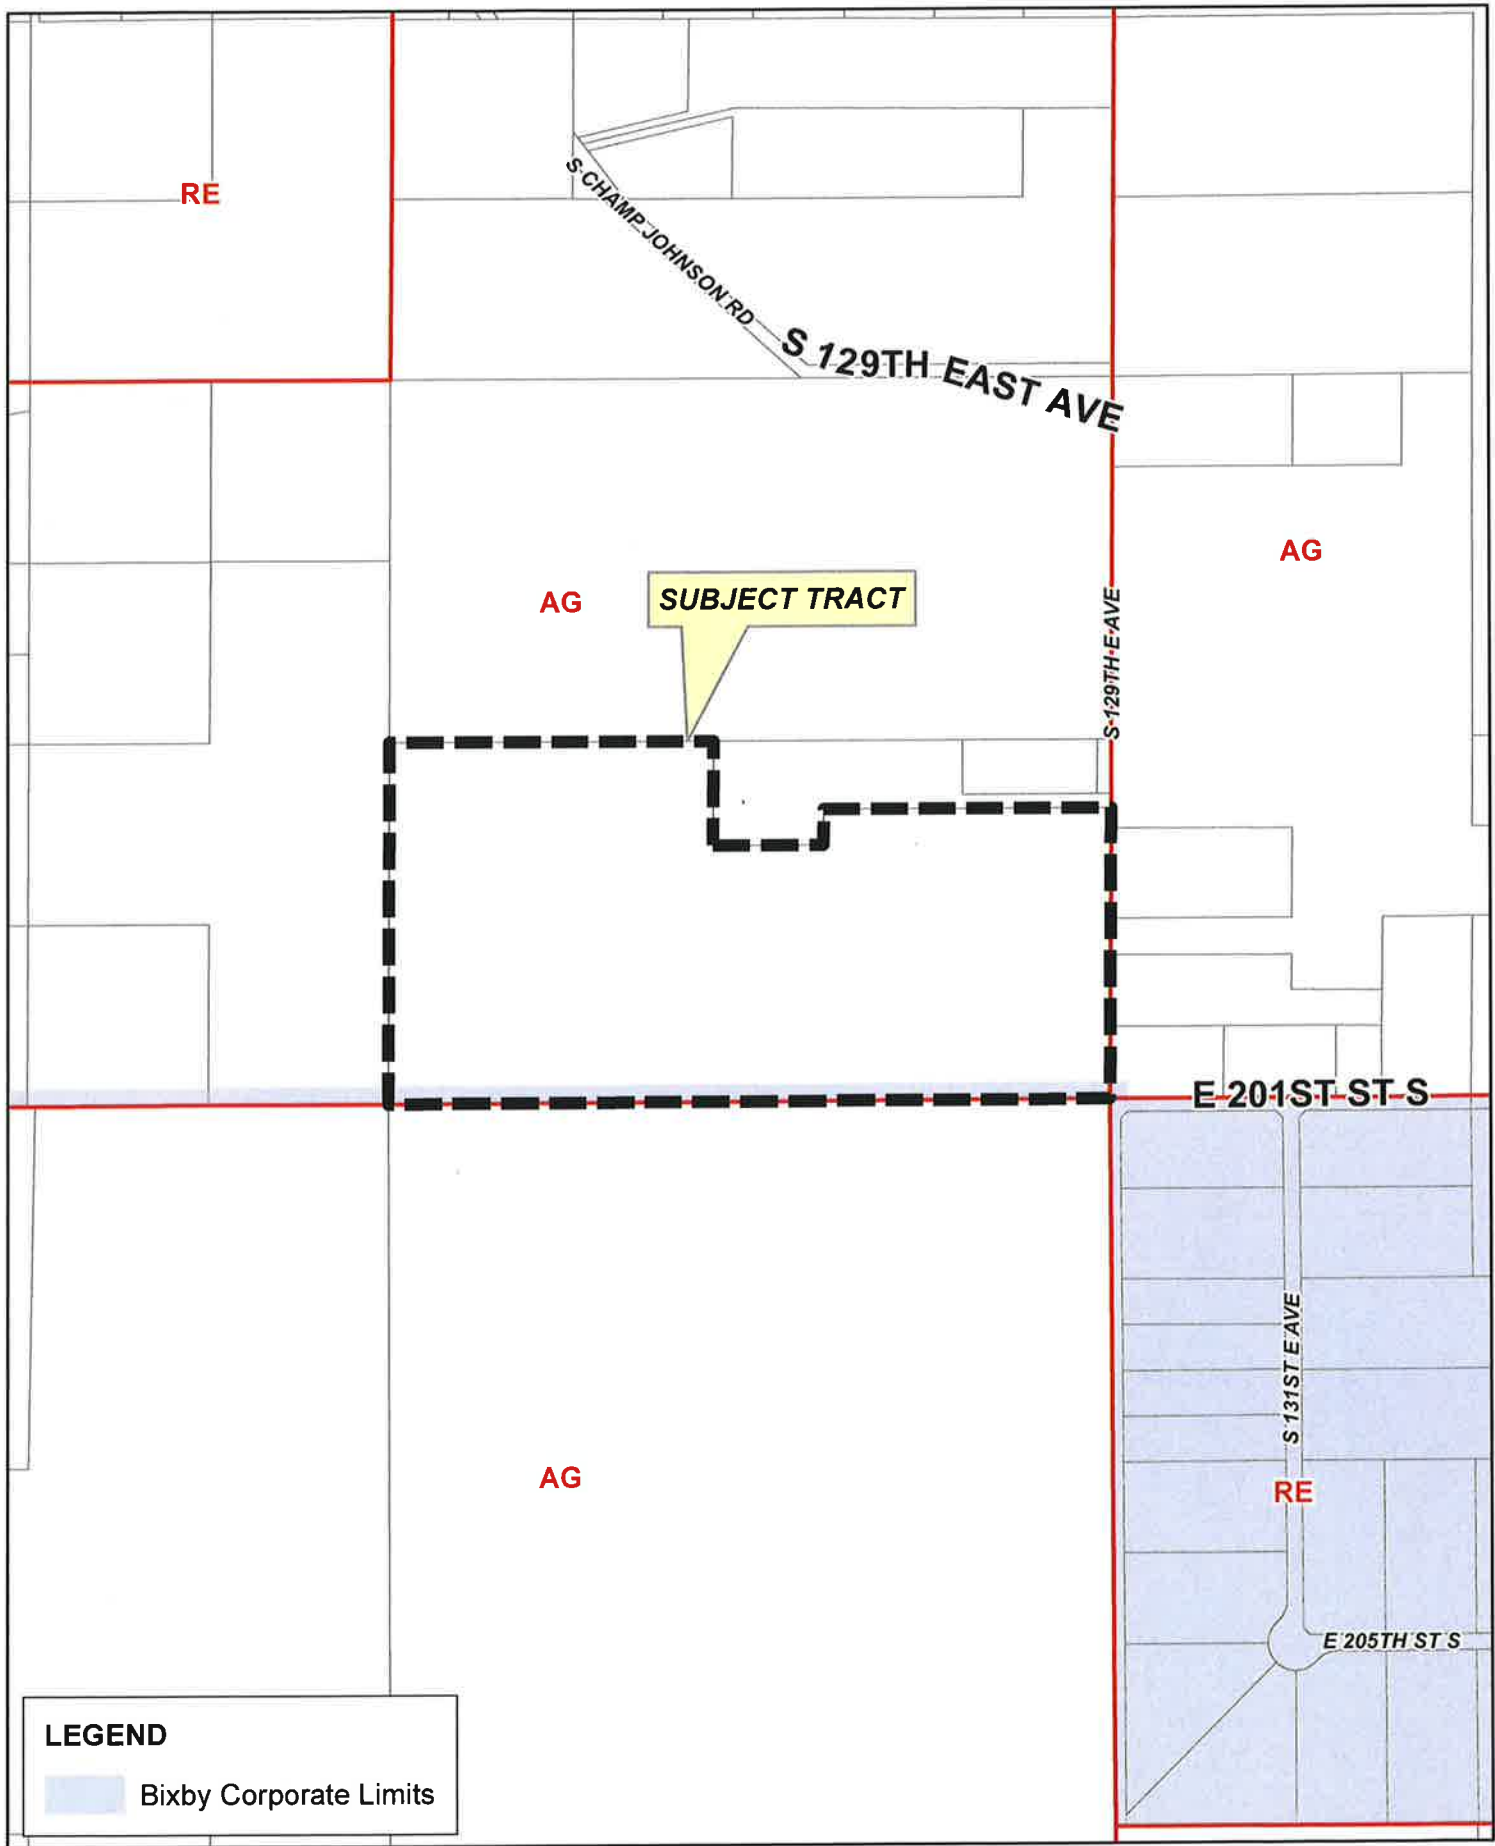 RE
S CHAMP JOHNSON RD
S 129TH EAST AVE
AG
AG
SUBJECT TRACT
S 129TH E AVE
E 201ST ST S
S 131ST E AVE
AG
RE
E 205TH ST S
LEGEND
Bixby Corporate Limits